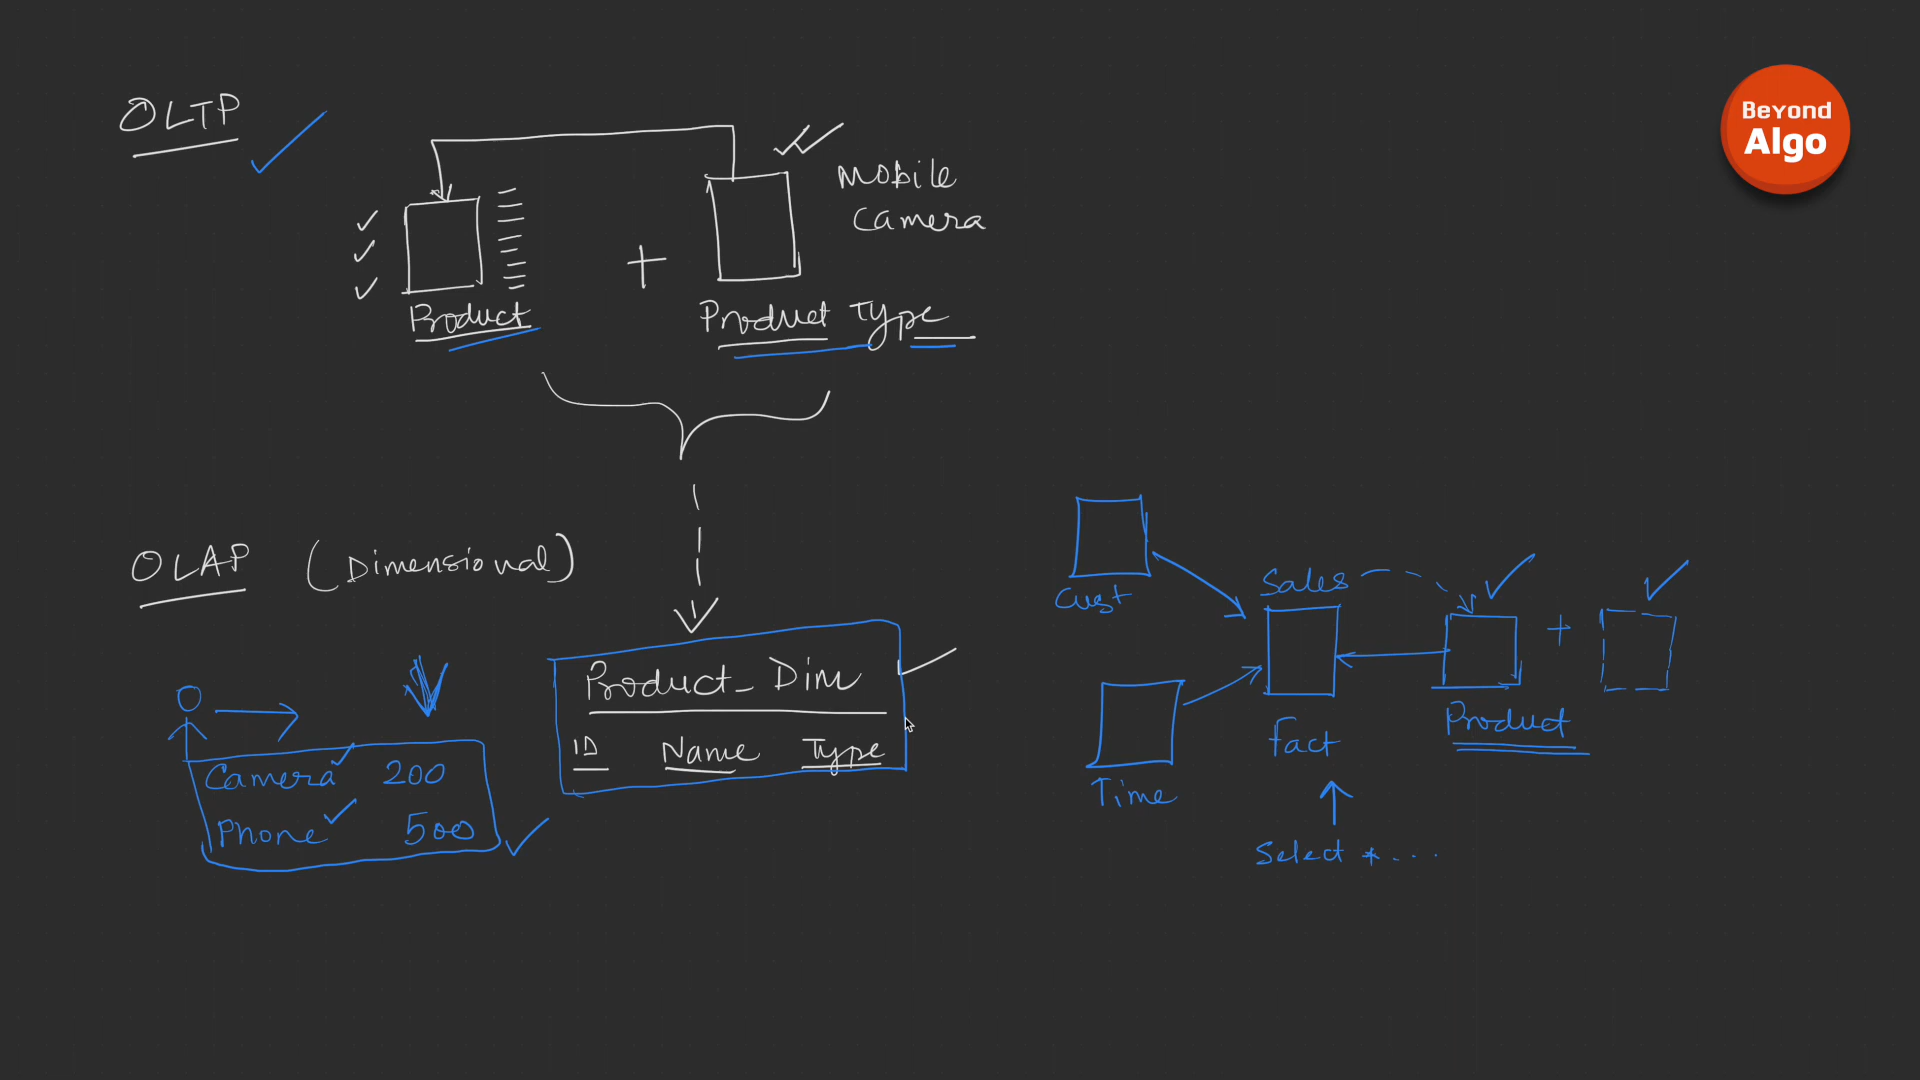 OLTP
Beyond
Algo
Mobile
Camera
Product
+
Product Type
OLAP (Dimensional)
Product_Dim
ID Name Type
Camera 200
Phone 500
Cust
Sales
+
Product
Fact
Time
Select * ....